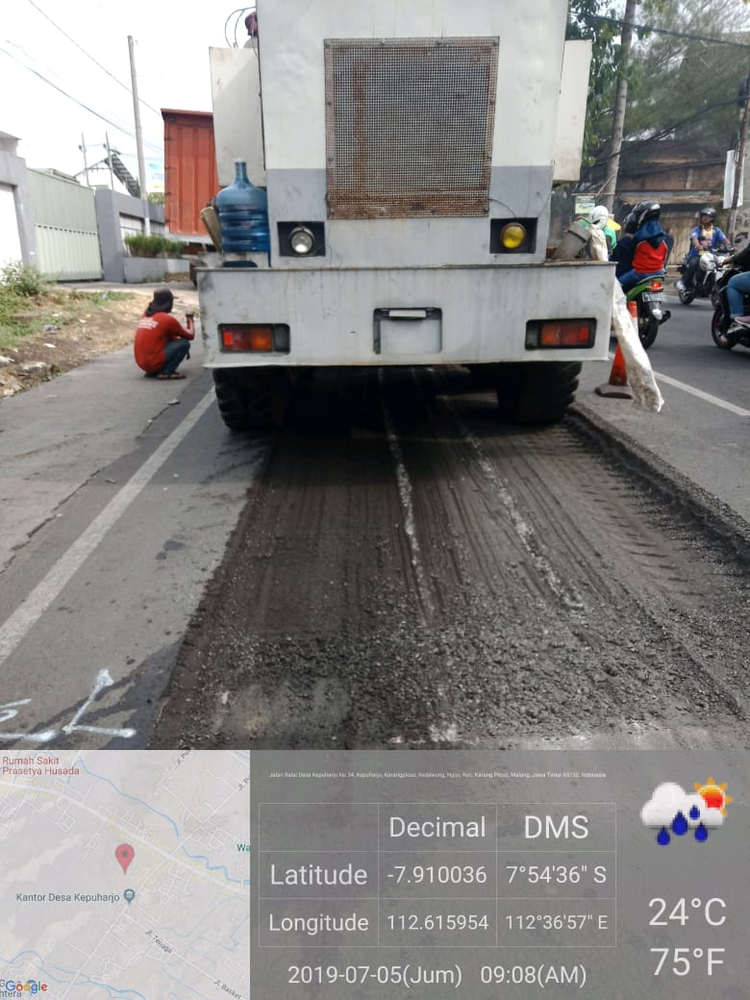 Rumah Sakit
Prasetya Husada
Kantor Desa Kepuharjo
Jl. Tenaga
Jl. Basket
Google
Jalan Balai Desa Kepuharjo No.34, Kepuharjo, Karangploso, Kedawung, Ngijo, Kec. Karang Ploso, Malang, Jawa Timur 65152, Indonesia
Decimal DMS
Latitude -7.910036 7°54'36" S
Longitude 112.615954 112°36'57" E
2019-07-05(Jum) 09:08(AM)
24°C
75°F